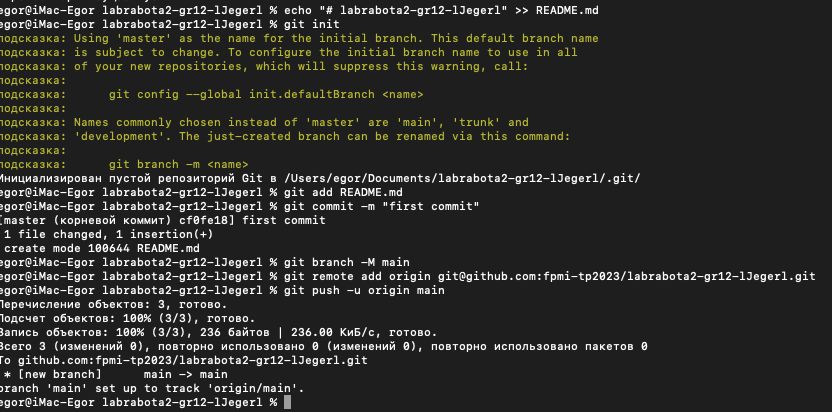 egor@iMac-Egor labrabota2-gr12-lJegerl % echo "# labrabota2-gr12-lJegerl" >> README.md
egor@iMac-Egor labrabota2-gr12-lJegerl % git init
подсказка: Using 'master' as the name for the initial branch. This default branch name
подсказка: is subject to change. To configure the initial branch name to use in all
подсказка: of your new repositories, which will suppress this warning, call:
подсказка:
подсказка: git config --global init.defaultBranch <name>
подсказка:
подсказка: Names commonly chosen instead of 'master' are 'main', 'trunk' and
подсказка: 'development'. The just-created branch can be renamed via this command:
подсказка:
подсказка: git branch -m <name>
Инициализирован пустой репозиторий Git в /Users/egor/Documents/labrabota2-gr12-lJegerl/.git/
egor@iMac-Egor labrabota2-gr12-lJegerl % git add README.md
egor@iMac-Egor labrabota2-gr12-lJegerl % git commit -m "first commit"
[master (корневой коммит) cf0fe18] first commit
1 file changed, 1 insertion(+)
create mode 100644 README.md
egor@iMac-Egor labrabota2-gr12-lJegerl % git branch -M main
egor@iMac-Egor labrabota2-gr12-lJegerl % git remote add origin git@github.com:fpmi-tp2023/labrabota2-gr12-lJegerl.git
egor@iMac-Egor labrabota2-gr12-lJegerl % git push -u origin main
Перечисление объектов: 3, готово.
Подсчет объектов: 100% (3/3), готово.
Запись объектов: 100% (3/3), 236 байтов | 236.00 КиБ/с, готово.
Всего 3 (изменений 0), повторно использовано 0 (изменений 0), повторно использовано пакетов 0
To github.com:fpmi-tp2023/labrabota2-gr12-lJegerl.git
* [new branch] main -> main
branch 'main' set up to track 'origin/main'.
egor@iMac-Egor labrabota2-gr12-lJegerl %